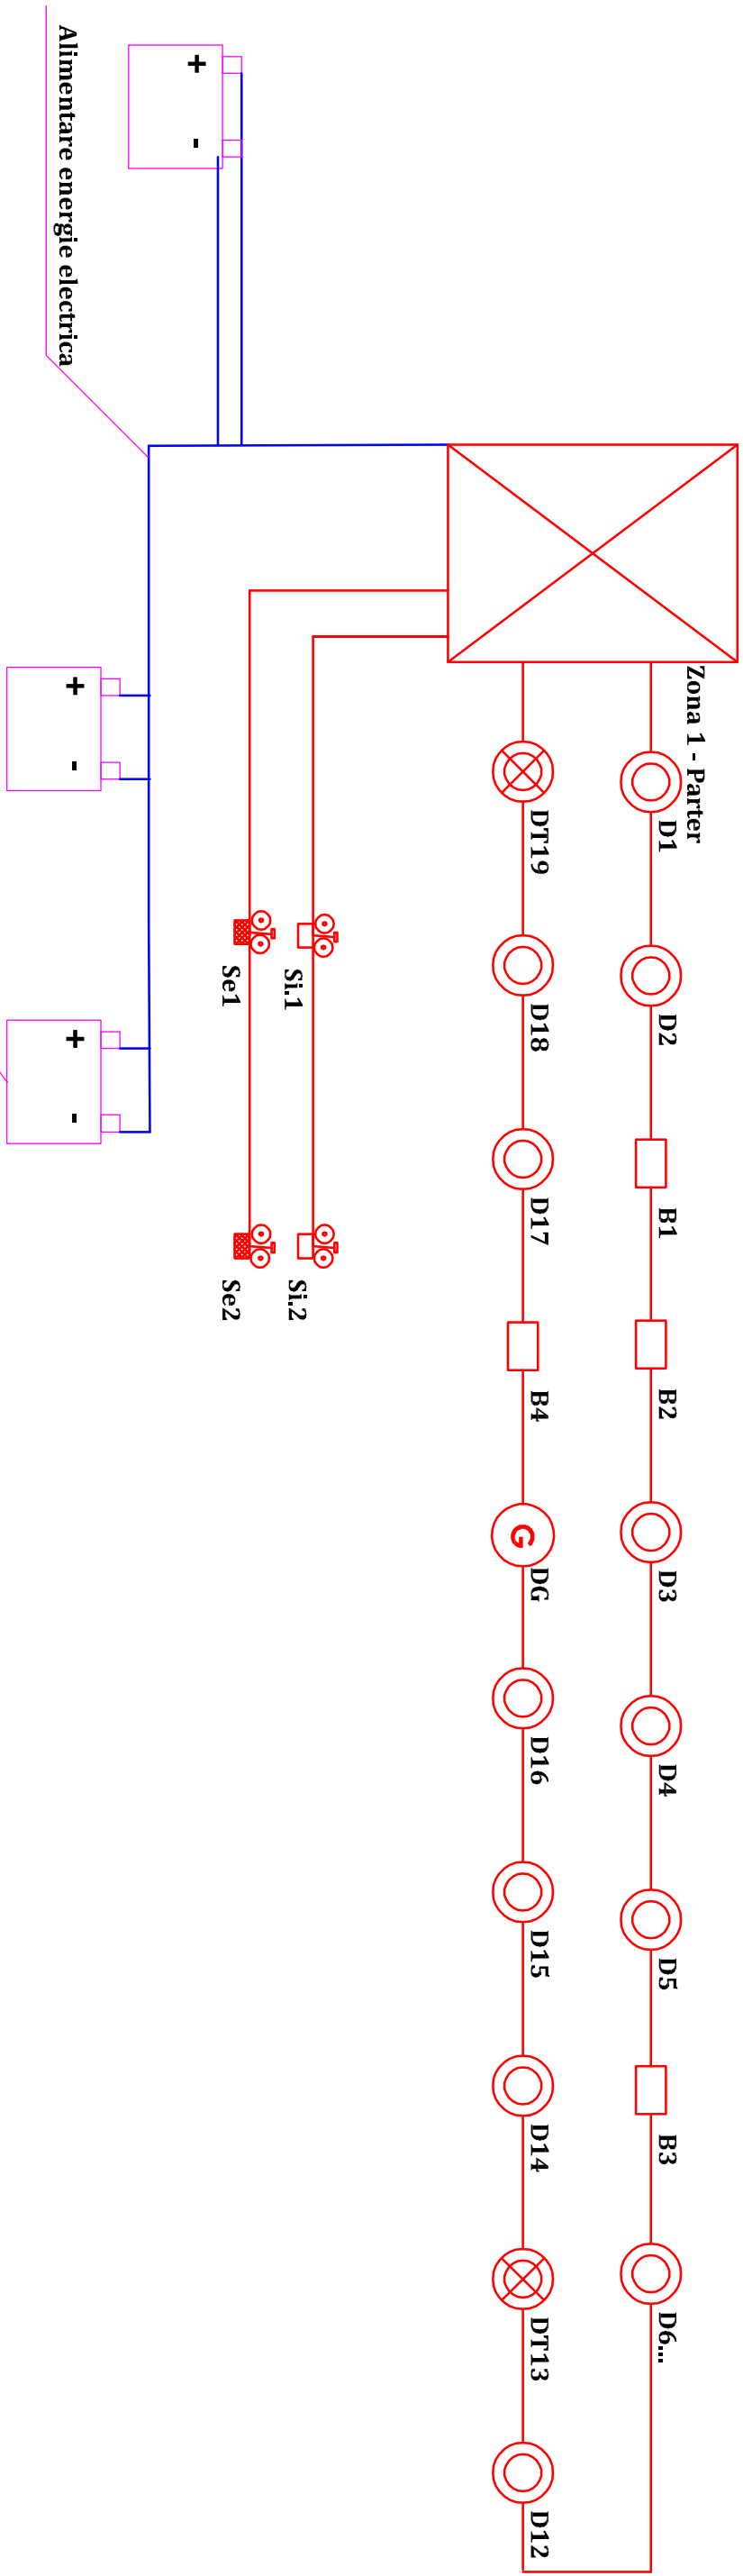 Zona 1 - Parter
D1
D2
B1
B2
D3
D4
D5
B3
D6...
DT19
D18
D17
B4
G
DG
D16
D15
D14
DT13
D12
Si.1
Si.2
Se1
Se2
+
-
+
-
+
-
Alimentare energie electrica